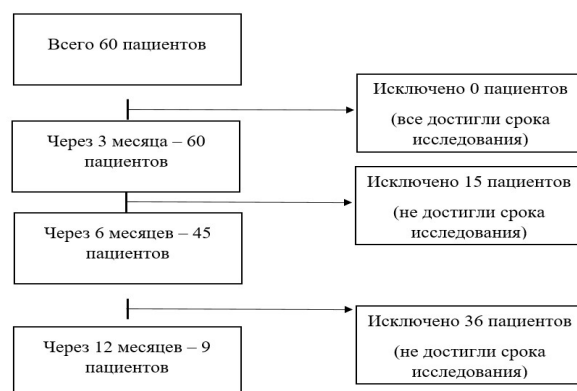 Всего 60 пациентов
Исключено 0 пациентов
(все достигли срока
исследования)
Через 3 месяца – 60
пациентов
Исключено 15 пациентов
(не достигли срока
исследования)
Через 6 месяцев – 45
пациентов
Исключено 36 пациентов
(не достигли срока
исследования)
Через 12 месяцев – 9
пациентов